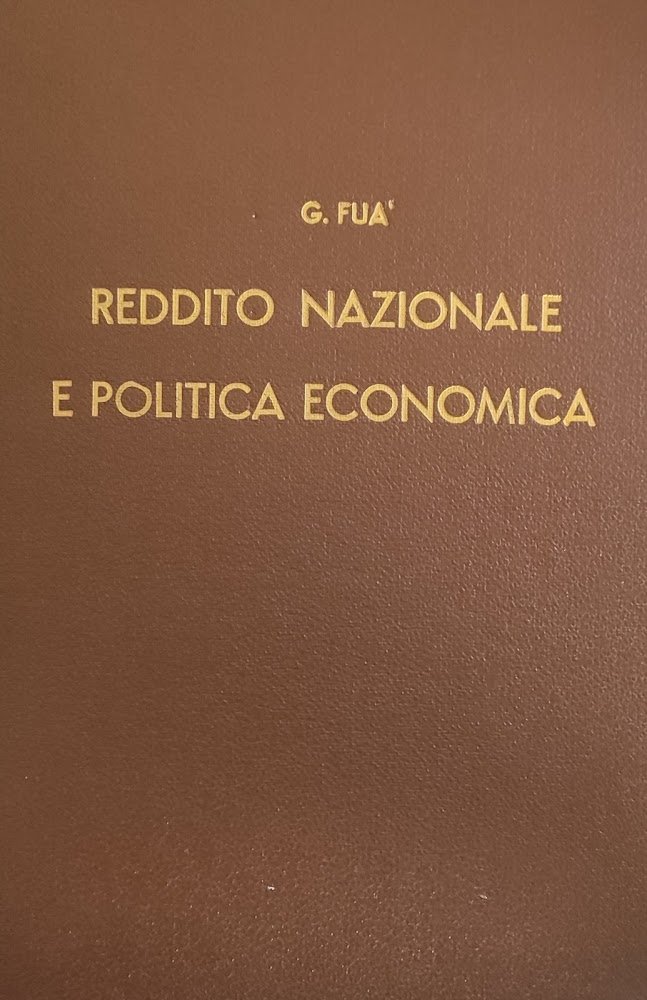 G. FUA'
REDDITO NAZIONALE
E POLITICA ECONOMICA